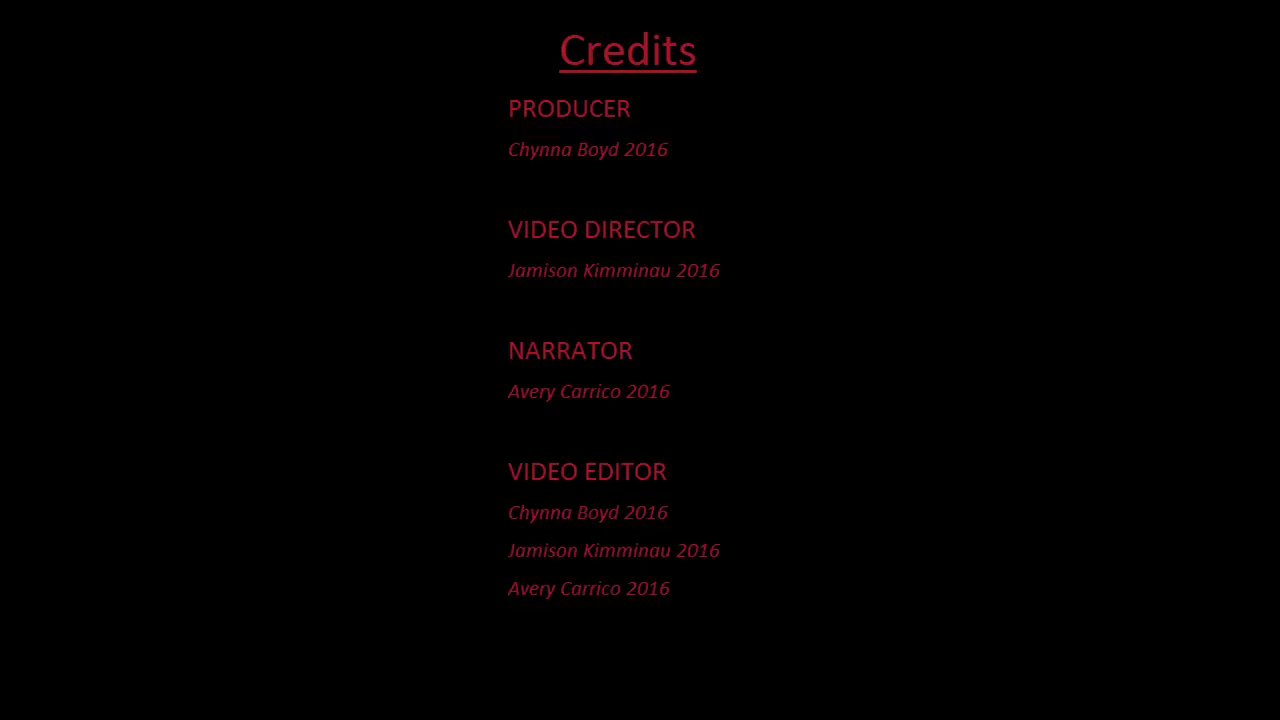 Credits
PRODUCER
Chynna Boyd 2016
VIDEO DIRECTOR
Jamison Kimminau 2016
NARRATOR
Avery Carrico 2016
VIDEO EDITOR
Chynna Boyd 2016
Jamison Kimminau 2016
Avery Carrico 2016